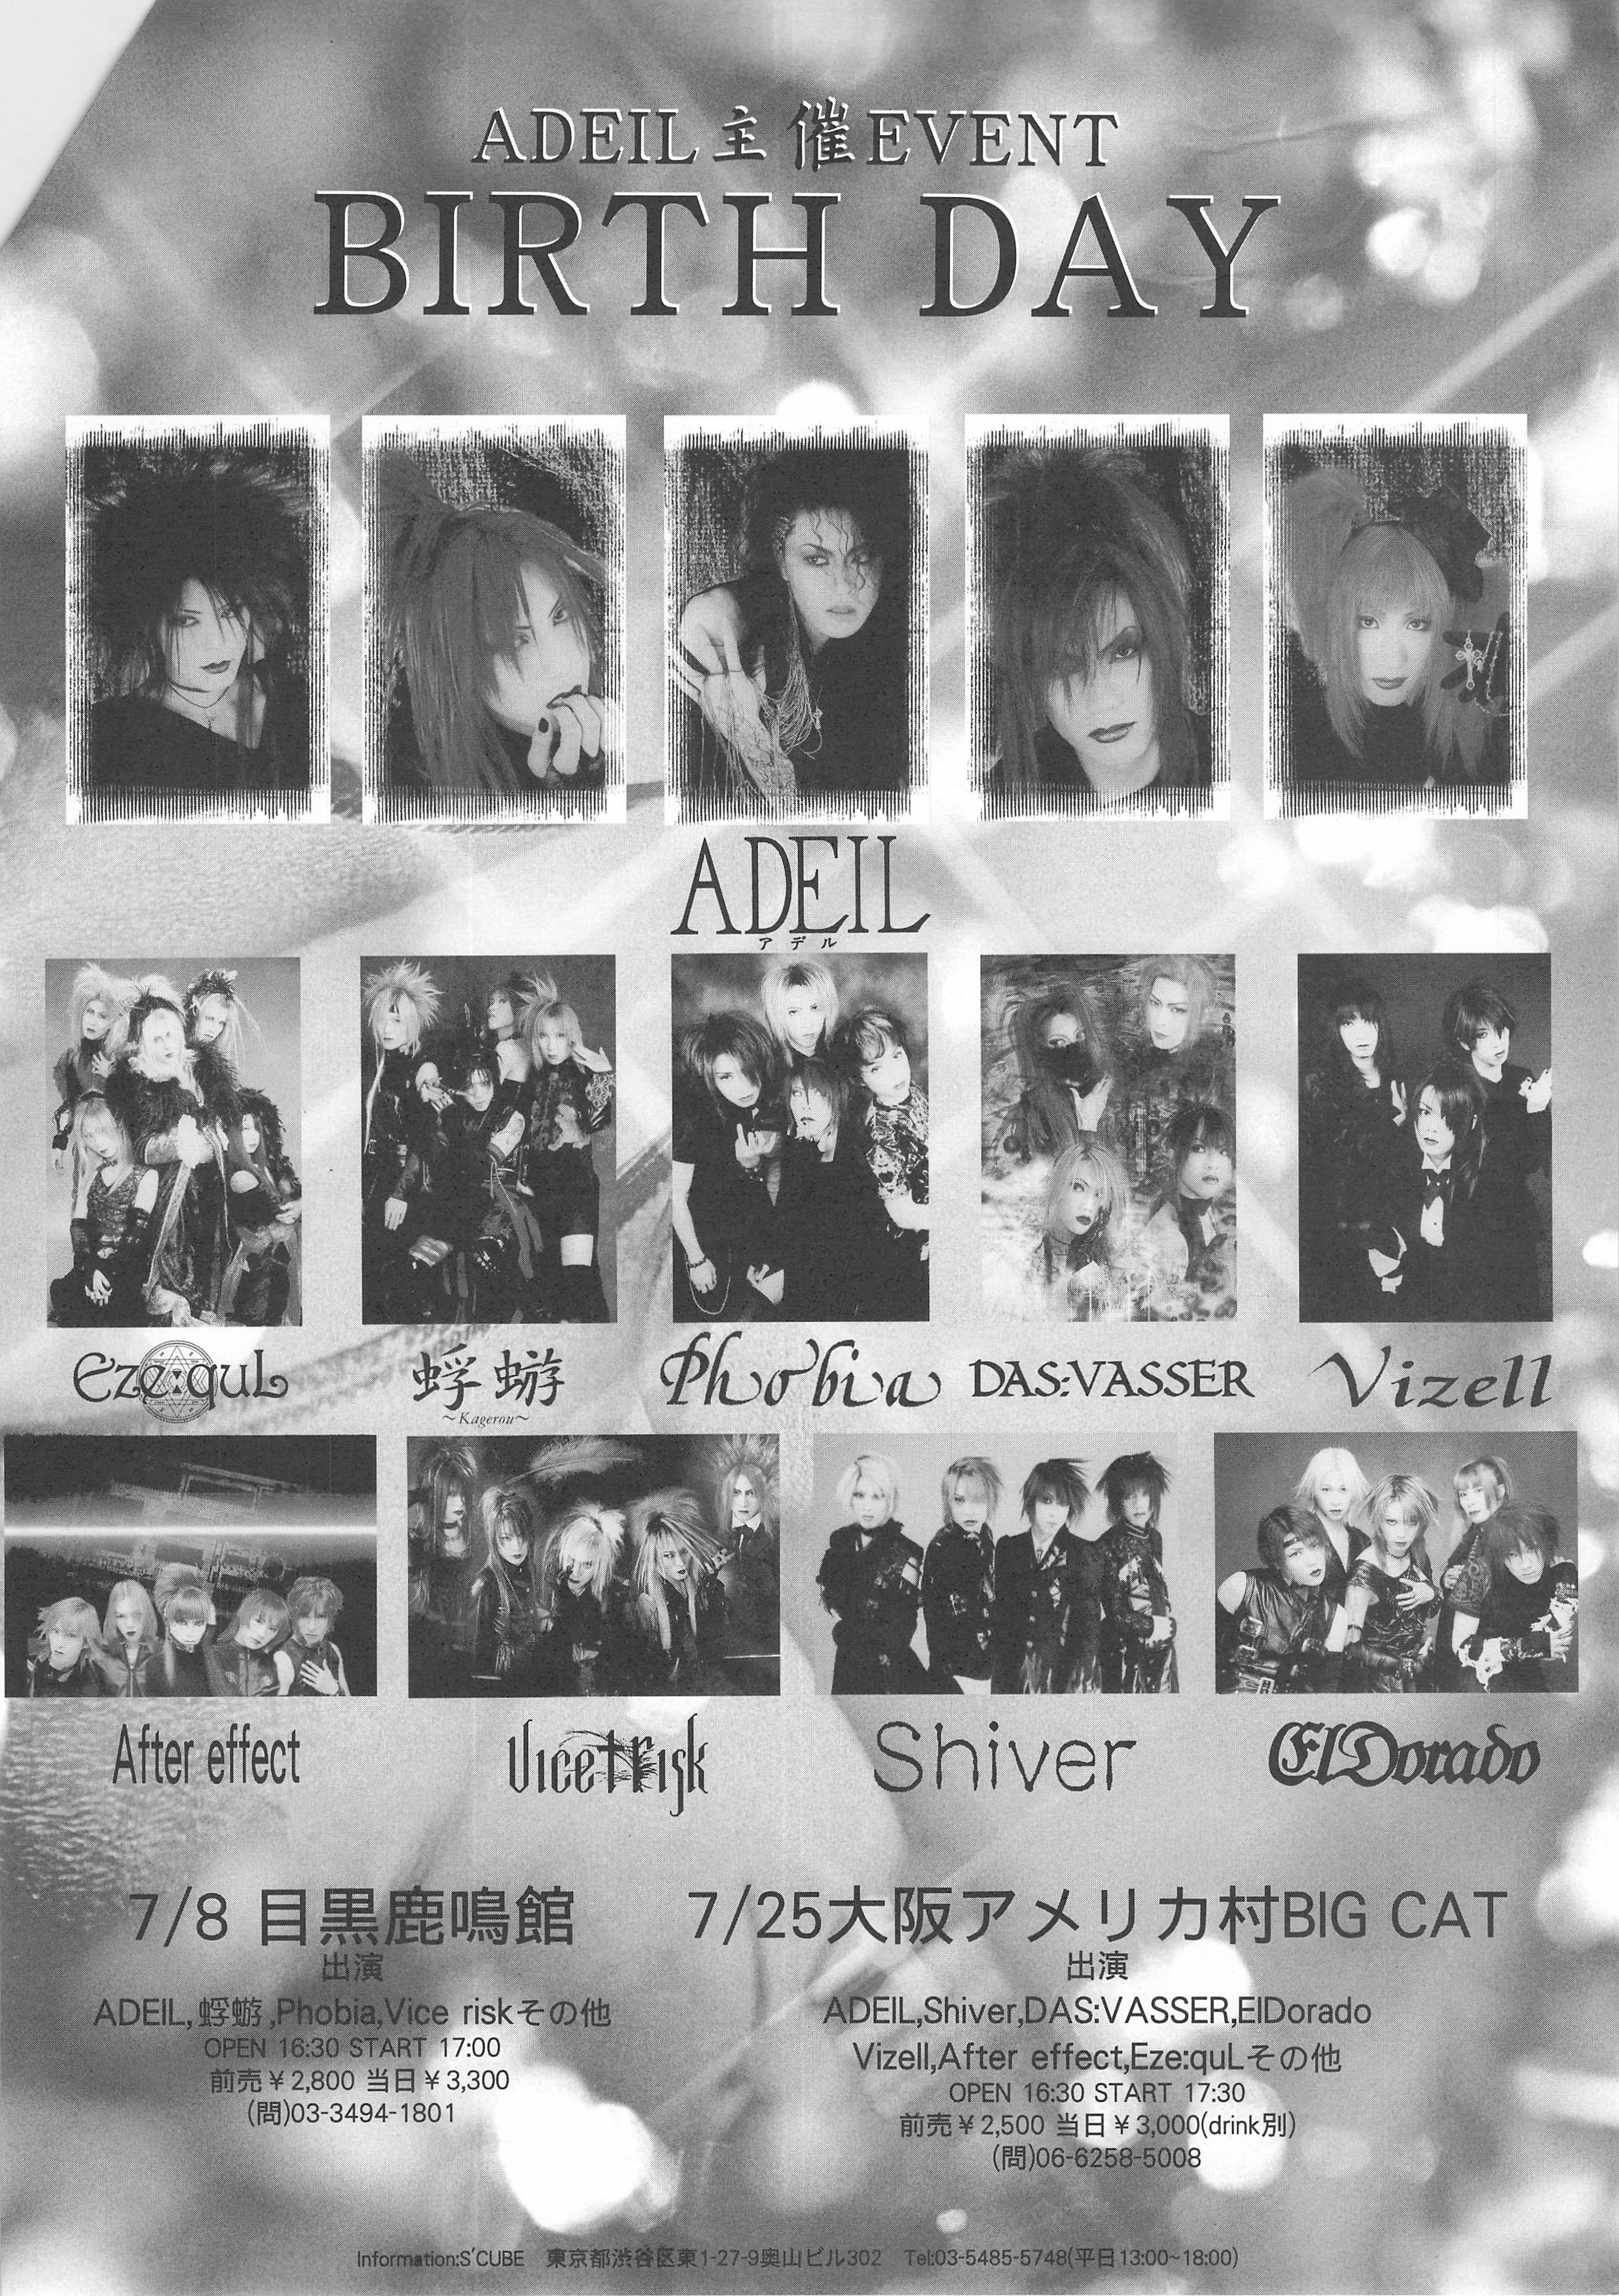 ADEIL主催EVENT
BIRTH DAY
ADEIL
アデル
Eze:quL
蜉蝣
～Kagerou～
Phobia
DAS:VASSER
Vizell
After effect
Vice risk
Shiver
ElDorado
7/8 目黒鹿鳴館
出演
ADEIL,蜉蝣,Phobia,Vice riskその他
OPEN 16:30 START 17:00
前売￥2,800 当日￥3,300
(問)03-3494-1801
7/25大阪アメリカ村BIG CAT
出演
ADEIL,Shiver,DAS:VASSER,ElDorado
Vizell,After effect,Eze:quLその他
OPEN 16:30 START 17:30
前売￥2,500 当日￥3,000(drink別)
(問)06-6258-5008
Information:S'CUBE 東京都渋谷区東1-27-9奥山ビル302 Tel:03-5485-5748(平日13:00~18:00)